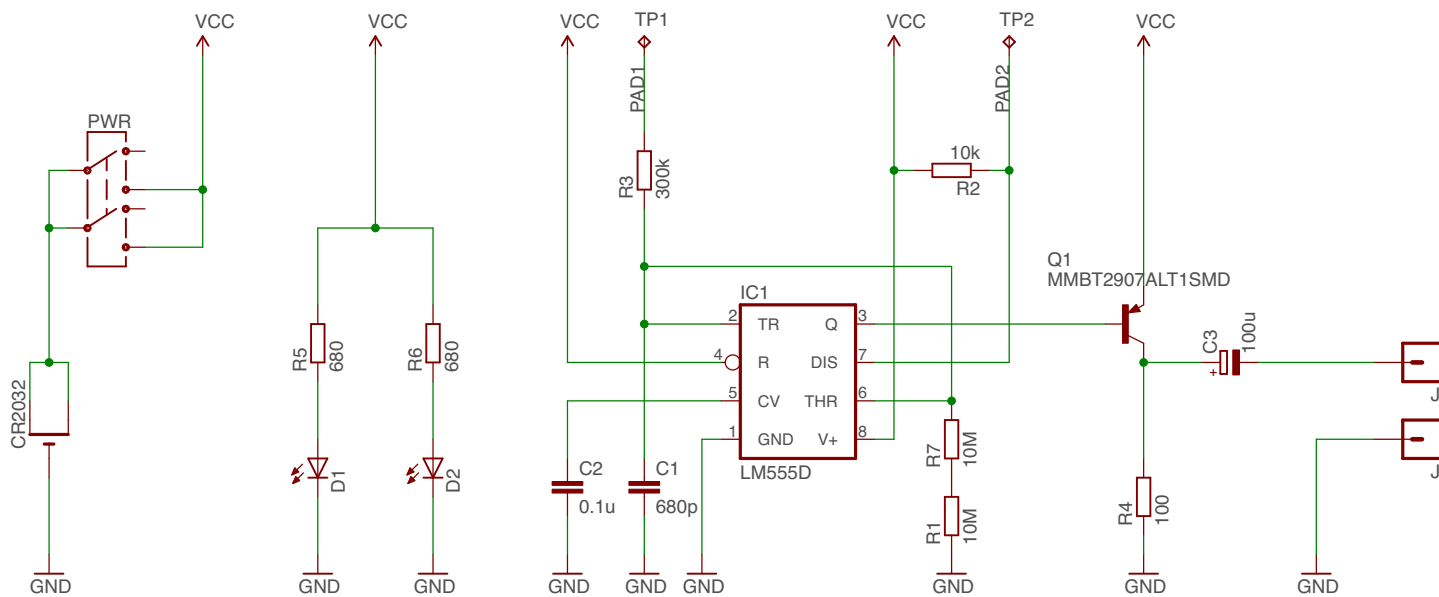 VCC VCC VCC TP1 VCC TP2 VCC
PAD1 PAD2
PWR
10k
R3 300k R2
Q1
MMBT2907ALT1SMD
IC1
2 TR Q 3
R5 680 R6 680 C3 100u
4 R DIS 7
+
5 CV THR 6
CR2032 J
1 GND V+ 8
R7 10M
D1 D2 C2 C1 LM555D
0.1u 680p R4 100
R1 10M J
GND GND GND GND GND GND GND GND GND